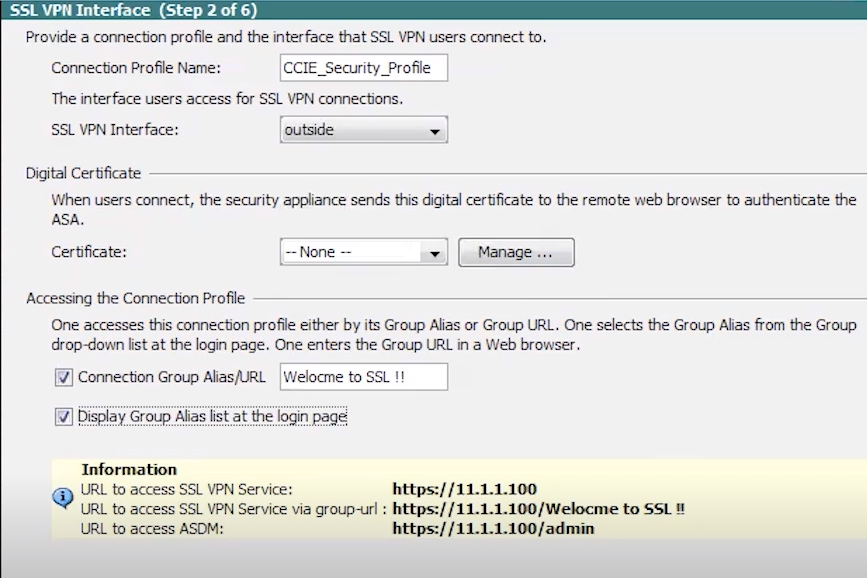 SSL VPN Interface (Step 2 of 6)
Provide a connection profile and the interface that SSL VPN users connect to.
Connection Profile Name: CCIE_Security_Profile
The interface users access for SSL VPN connections.
SSL VPN Interface: outside
Digital Certificate
When users connect, the security appliance sends this digital certificate to the remote web browser to authenticate the
ASA.
Certificate: -- None -- Manage ...
Accessing the Connection Profile
One accesses this connection profile either by its Group Alias or Group URL. One selects the Group Alias from the Group
drop-down list at the login page. One enters the Group URL in a Web browser.
Connection Group Alias/URL Welocme to SSL !!
Display Group Alias list at the login page
Information
URL to access SSL VPN Service: https://11.1.1.100
URL to access SSL VPN Service via group-url : https://11.1.1.100/Welocme to SSL !!
URL to access ASDM: https://11.1.1.100/admin